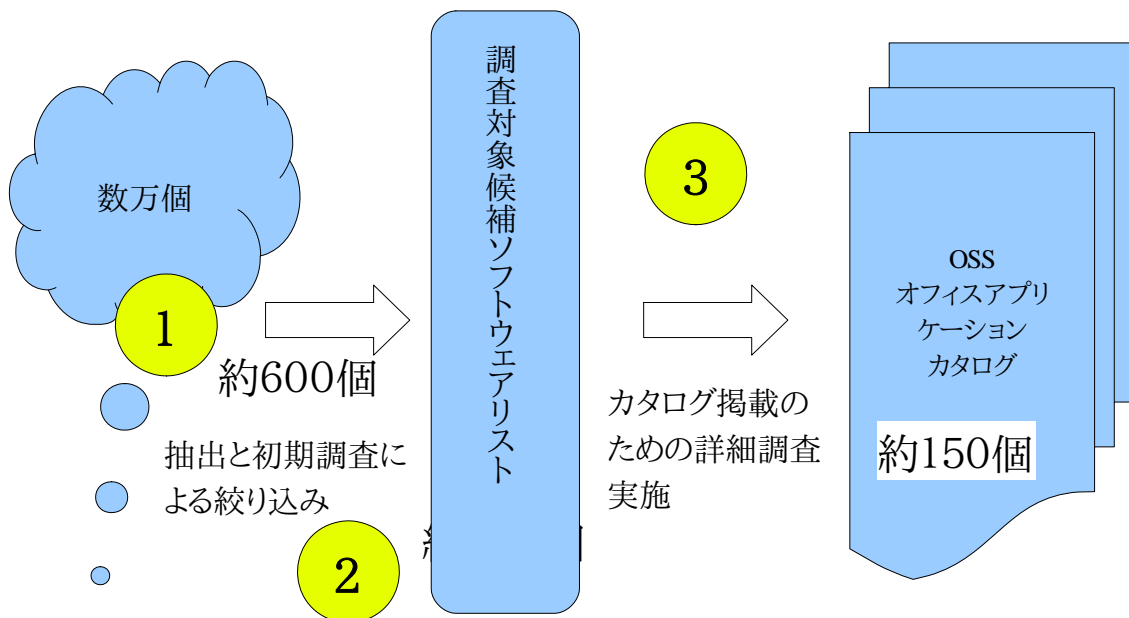 数万個
1
約600個
抽出と初期調査に
よる絞り込み
2
調査対象候補ソフトウエアリスト
3
カタログ掲載の
ための詳細調査
実施
OSS
オフィスアプリ
ケーション
カタログ
約150個